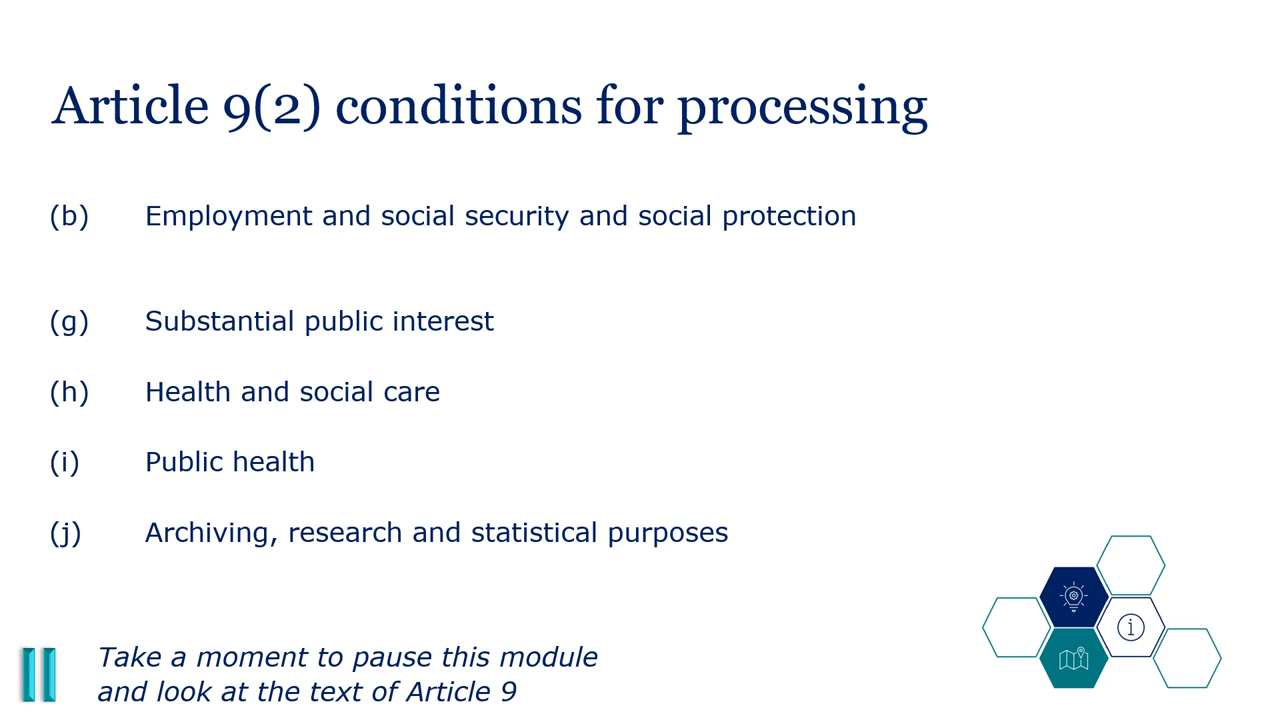 Article 9(2) conditions for processing
(b) Employment and social security and social protection
(g) Substantial public interest
(h) Health and social care
(i) Public health
(j) Archiving, research and statistical purposes
Take a moment to pause this module
and look at the text of Article 9